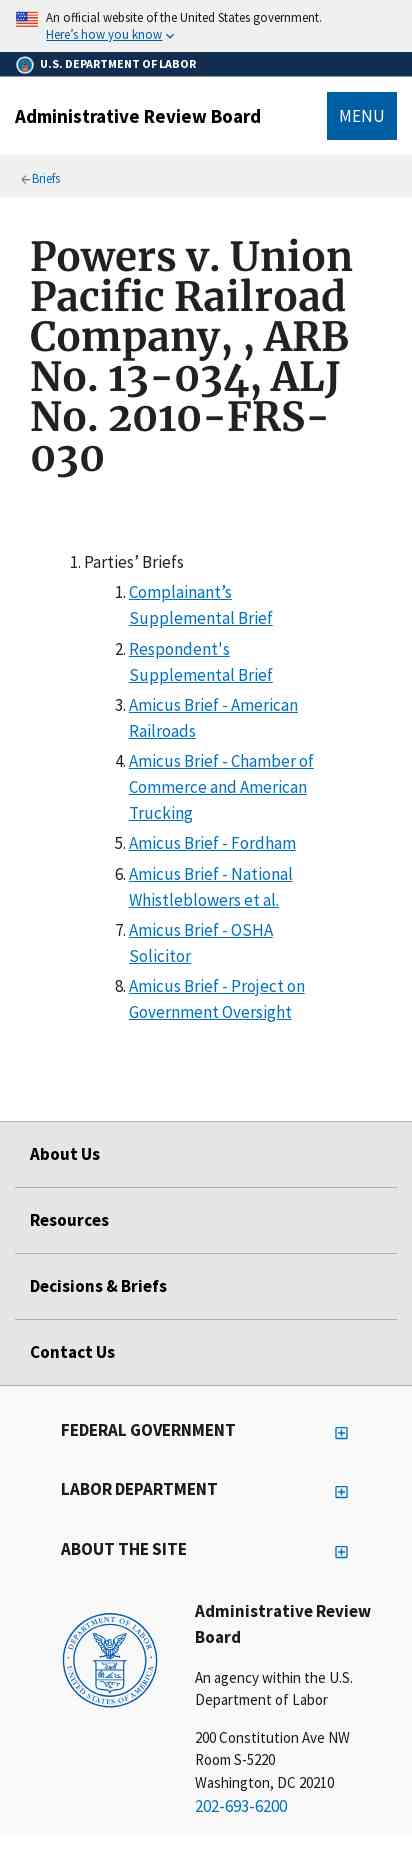 An official website of the United States government.
Here's how you know
U.S. DEPARTMENT OF LABOR
Administrative Review Board
MENU
Briefs
Powers v. Union
Pacific Railroad
Company, , ARB
No. 13-034, ALJ
No. 2010-FRS-
030
1. Parties’ Briefs
1. Complainant’s
Supplemental Brief
2. Respondent's
Supplemental Brief
3. Amicus Brief - American
Railroads
4. Amicus Brief - Chamber of
Commerce and American
Trucking
5. Amicus Brief - Fordham
6. Amicus Brief - National
Whistleblowers et al.
7. Amicus Brief - OSHA
Solicitor
8. Amicus Brief - Project on
Government Oversight
About Us
Resources
Decisions & Briefs
Contact Us
FEDERAL GOVERNMENT
LABOR DEPARTMENT
ABOUT THE SITE
DEPARTMENT OF LABOR
UNITED STATES OF AMERICA
Administrative Review
Board
An agency within the U.S.
Department of Labor
200 Constitution Ave NW
Room S-5220
Washington, DC 20210
202-693-6200